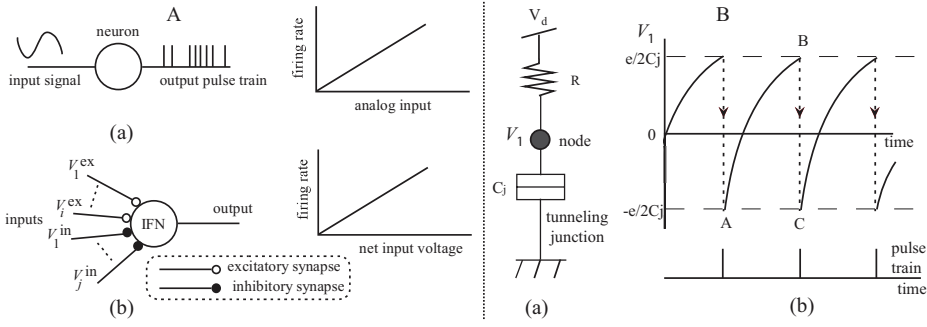 A
neuron
input signal
output pulse train
firing rate
analog input
(a)
V₁ᵉˣ
Vᵢᵉˣ
inputs
V₁ⁱⁿ
Vⱼⁱⁿ
IFN
output
excitatory synapse
inhibitory synapse
firing rate
net input voltage
(b)
V_d
R
V₁
node
Cj
tunneling
junction
(a)
B
V₁
e/2Cj
B
0
time
-e/2Cj
A
C
pulse
train
time
(b)